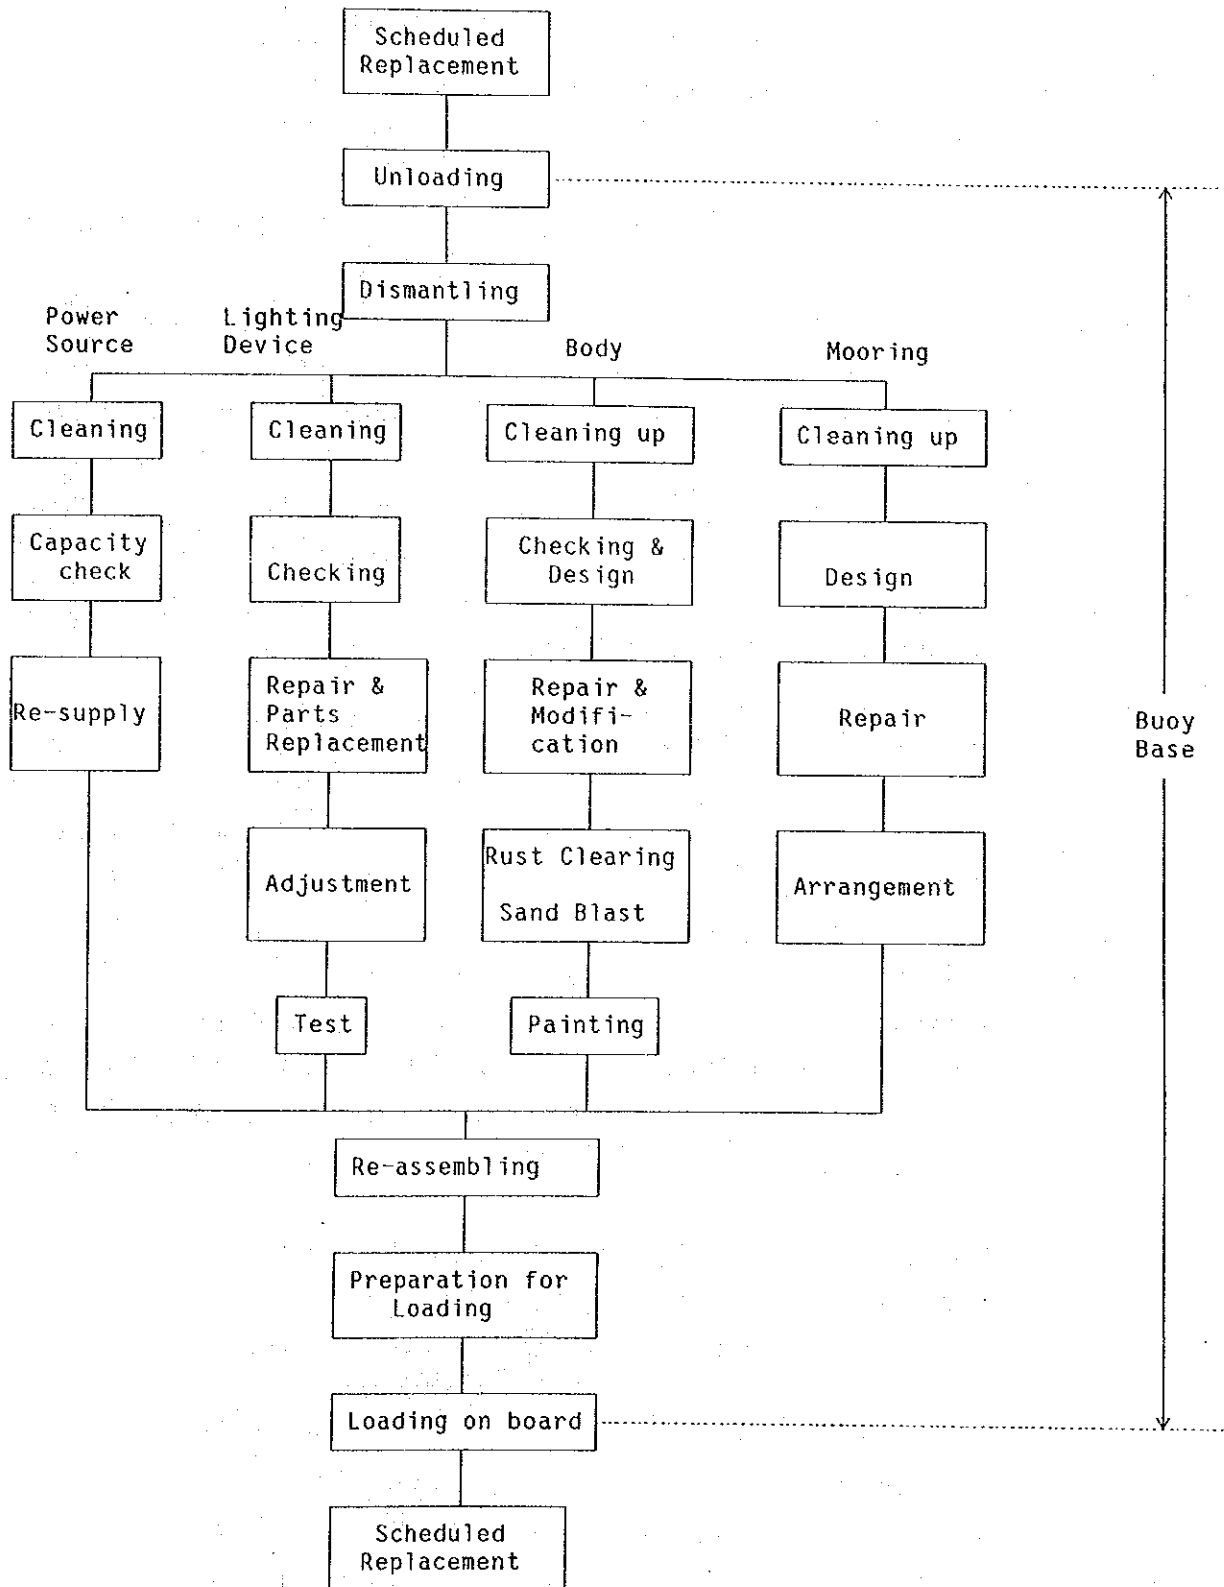 Scheduled
Replacement
Unloading
Dismantling
Power
Source
Lighting
Device
Body
Mooring
Cleaning
Cleaning
Cleaning up
Cleaning up
Capacity
check
Checking
Checking &
Design
Design
Re-supply
Repair &
Parts
Replacement
Repair &
Modifi-
cation
Repair
Buoy
Base
Adjustment
Rust Clearing
Sand Blast
Arrangement
Test
Painting
Re-assembling
Preparation for
Loading
Loading on board
Scheduled
Replacement